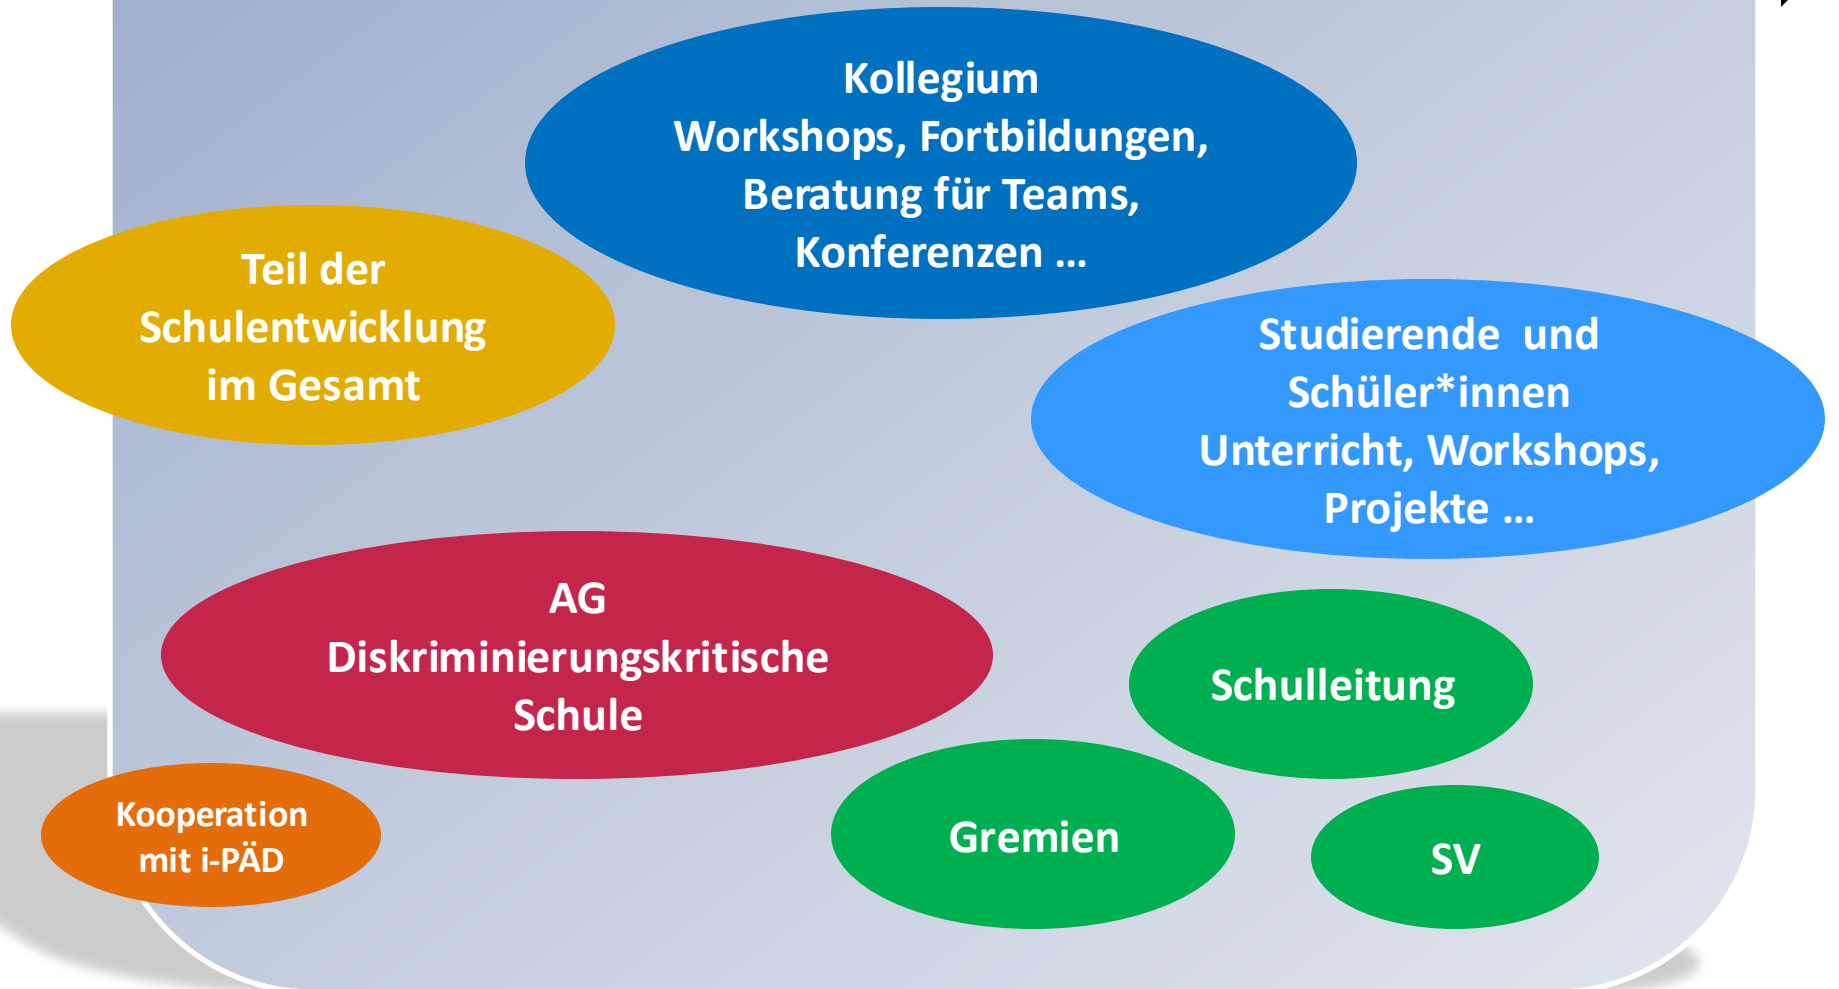 Kollegium
Workshops, Fortbildungen,
Beratung für Teams,
Konferenzen ...
Teil der
Schulentwicklung
im Gesamt
Studierende und
Schüler*innen
Unterricht, Workshops,
Projekte ...
AG
Diskriminierungskritische
Schule
Schulleitung
Kooperation
mit i-PÄD
Gremien
SV